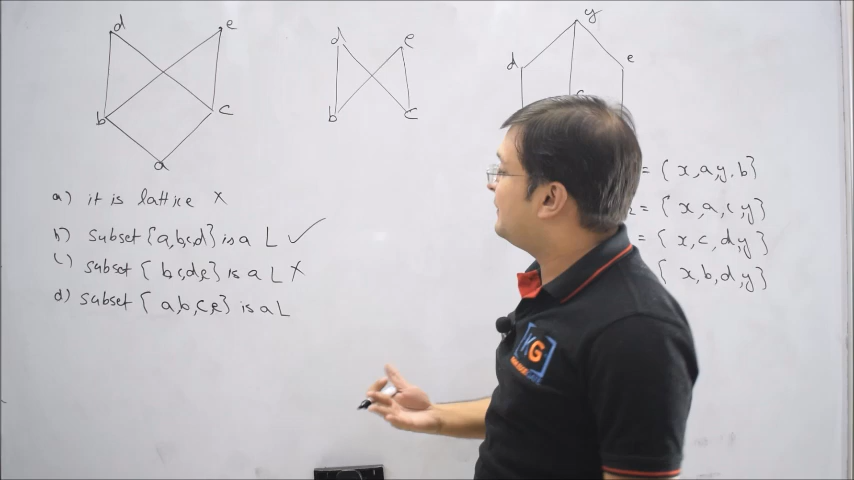 d e
b c
a
d e
b c
y
d e
a) it is lattice X
b) subset {a,b,c,d} is a L ✓
c) subset { b,c,d,e} is a L X
d) subset { a,b,c,e} is a L
= { x,a,y,b}
= { x,a,c,y}
= { x,c,d,y}
{ x,b,d,y}
KG